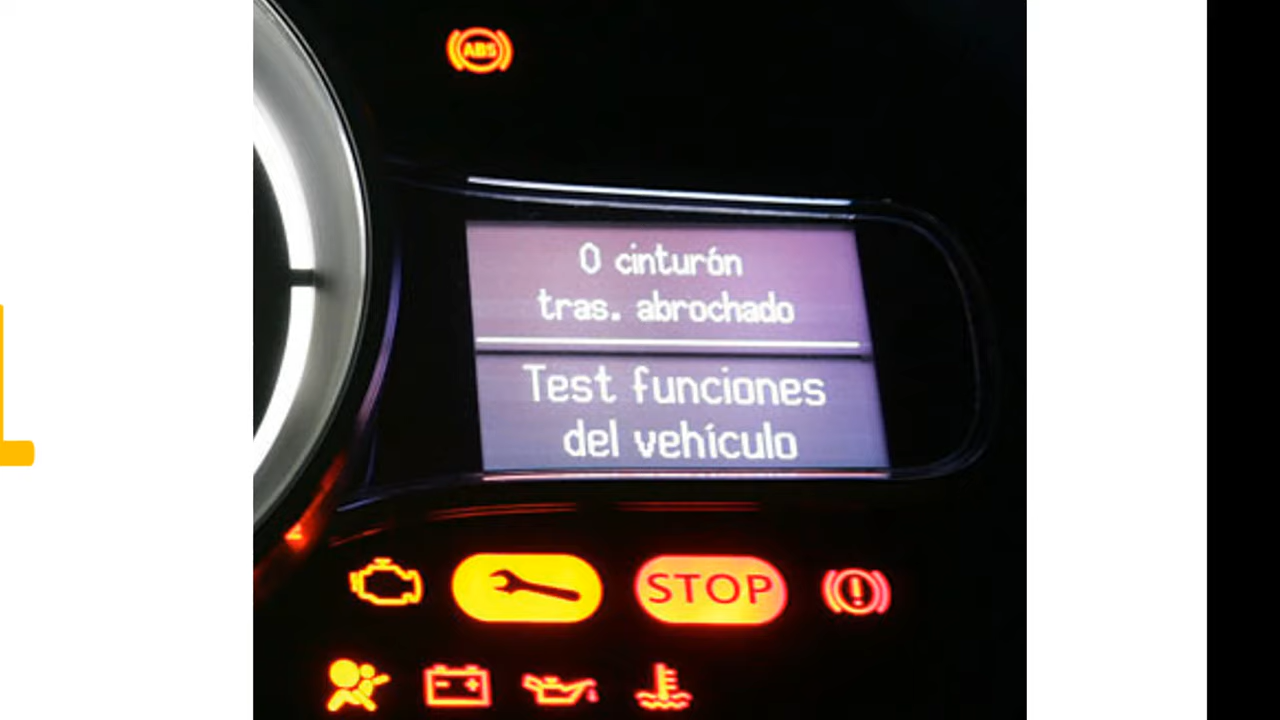 ABS
0 cinturón
tras. abrochado
Test funciones
del vehículo
STOP